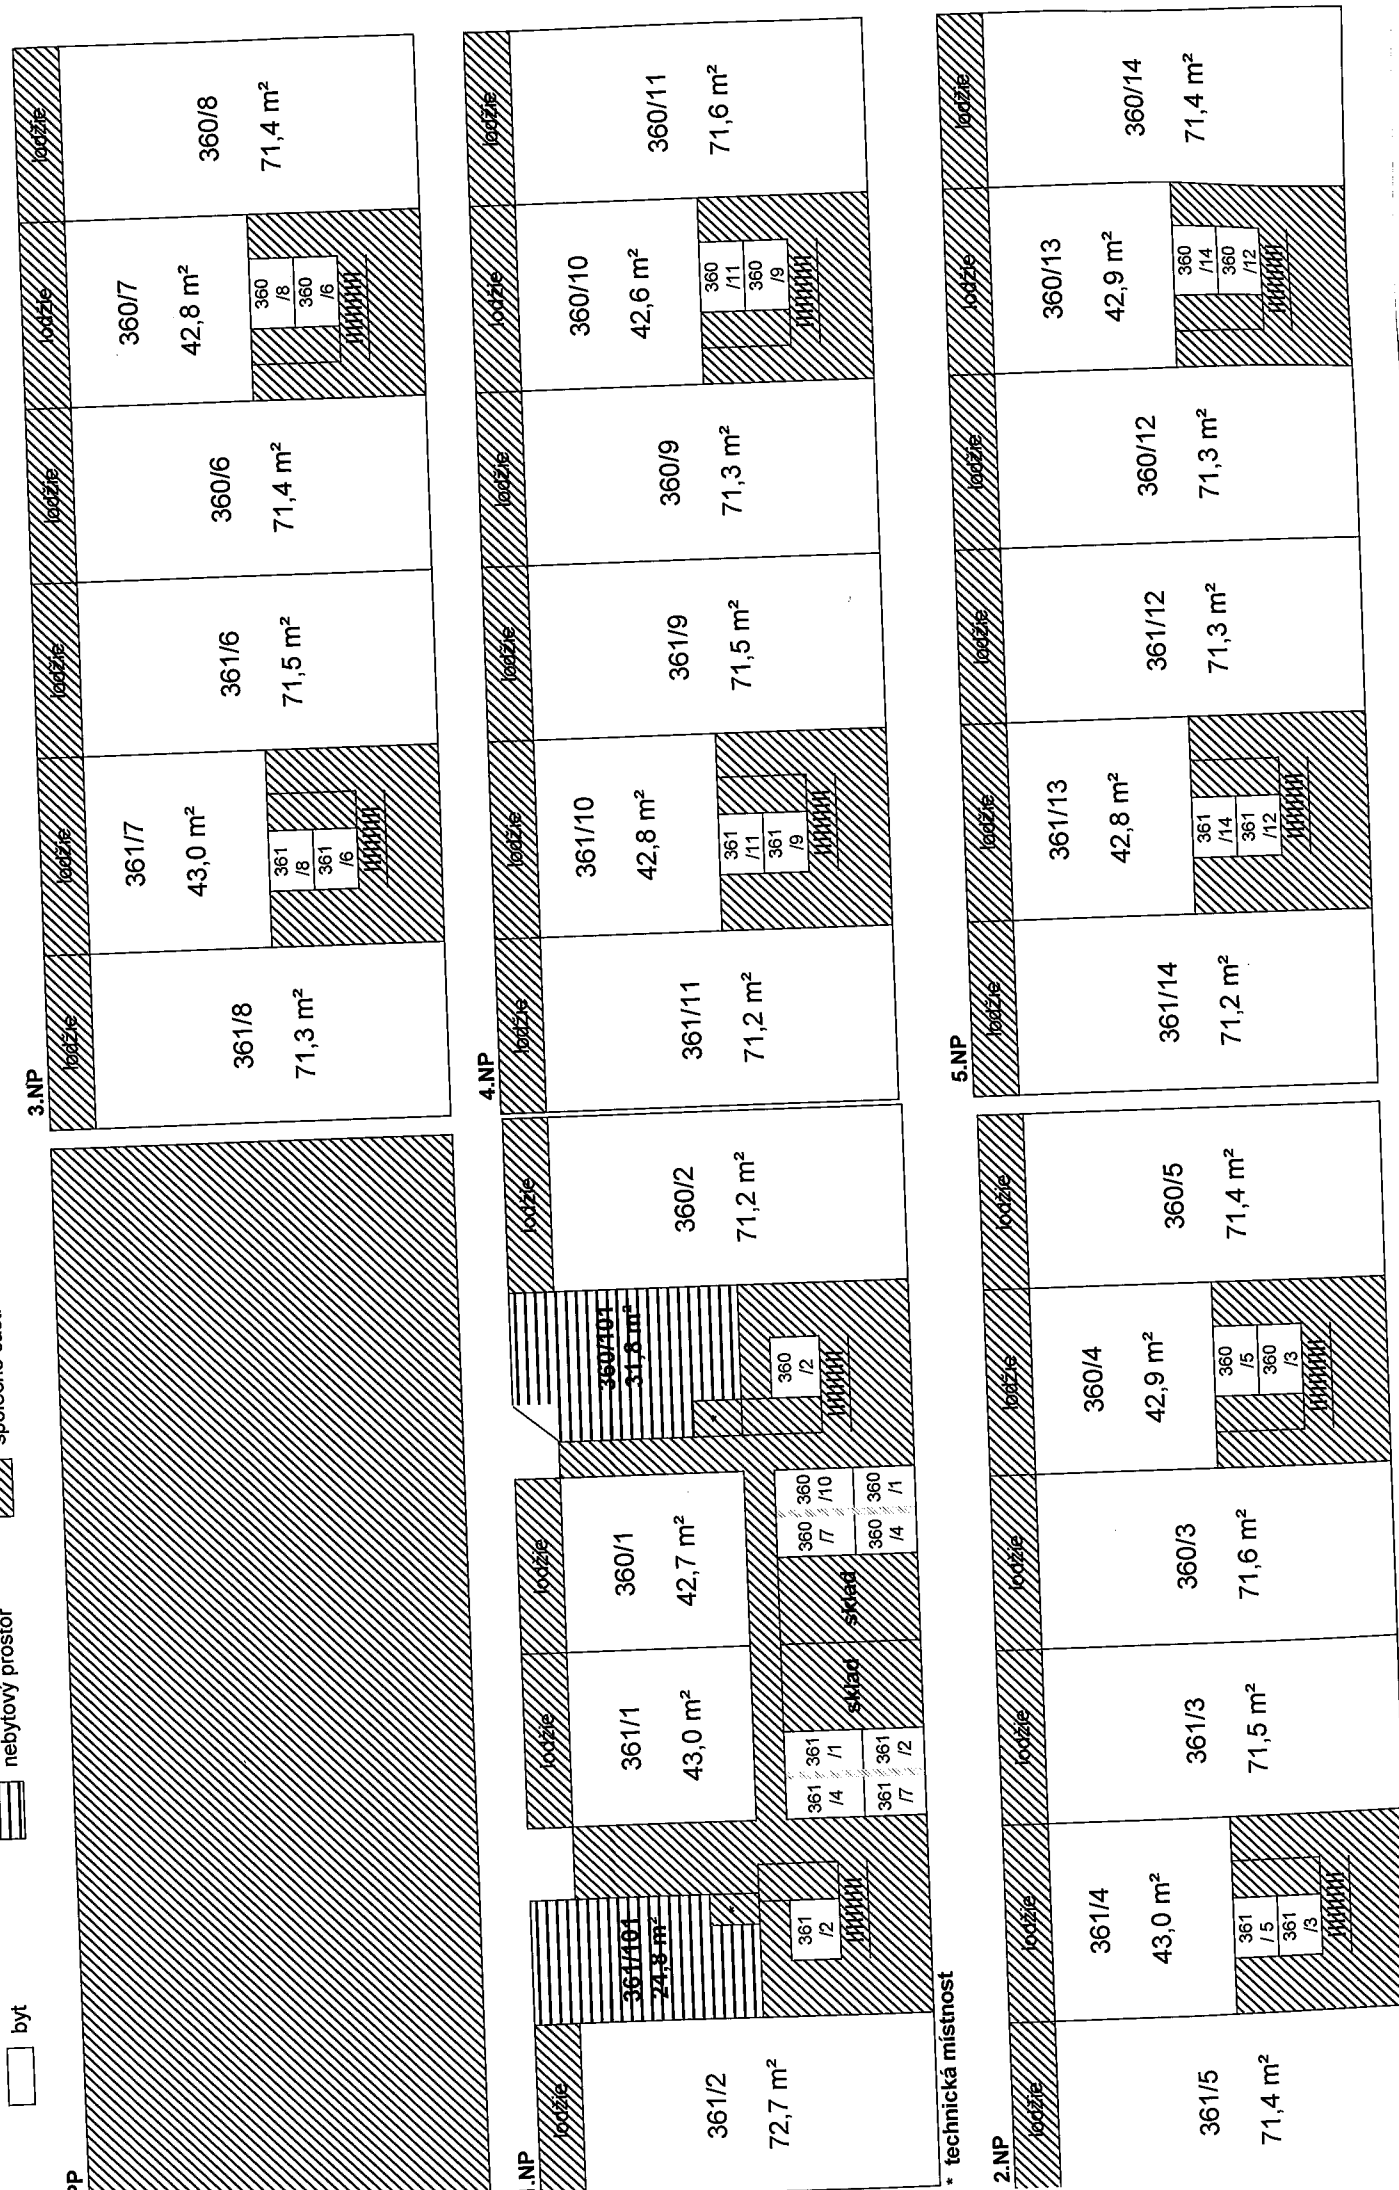 byt
nebytový prostor
PP
1.NP
lodžie
lodžie
lodžie
lodžie
361/2
72,7 m²
361/101
24,8 m²
361/1
43,0 m²
360/1
42,7 m²
360/101
31,8 m²
360/2
71,2 m²
*
*
361
/2
361
/4
361
/1
361
/7
361
/2
sklad
sklad
360
/7
360
/10
360
/4
360
/1
360
/2
* technická místnost
2.NP
lodžie
lodžie
lodžie
lodžie
lodžie
lodžie
361/5
71,4 m²
361/4
43,0 m²
361/3
71,5 m²
360/3
71,6 m²
360/4
42,9 m²
360/5
71,4 m²
361
/ 5
361
/3
360
/5
360
/3
3.NP
lodžie
lodžie
lodžie
lodžie
lodžie
lodžie
361/8
71,3 m²
361/7
43,0 m²
361/6
71,5 m²
360/6
71,4 m²
360/7
42,8 m²
360/8
71,4 m²
361
/8
361
/6
360
/8
360
/6
4.NP
lodžie
lodžie
lodžie
lodžie
lodžie
lodžie
361/11
71,2 m²
361/10
42,8 m²
361/9
71,5 m²
360/9
71,3 m²
360/10
42,6 m²
360/11
71,6 m²
361
/11
361
/9
360
/11
360
/9
5.NP
lodžie
lodžie
lodžie
lodžie
lodžie
lodžie
361/14
71,2 m²
361/13
42,8 m²
361/12
71,3 m²
360/12
71,3 m²
360/13
42,9 m²
360/14
71,4 m²
361
/14
361
/12
360
/14
360
/12